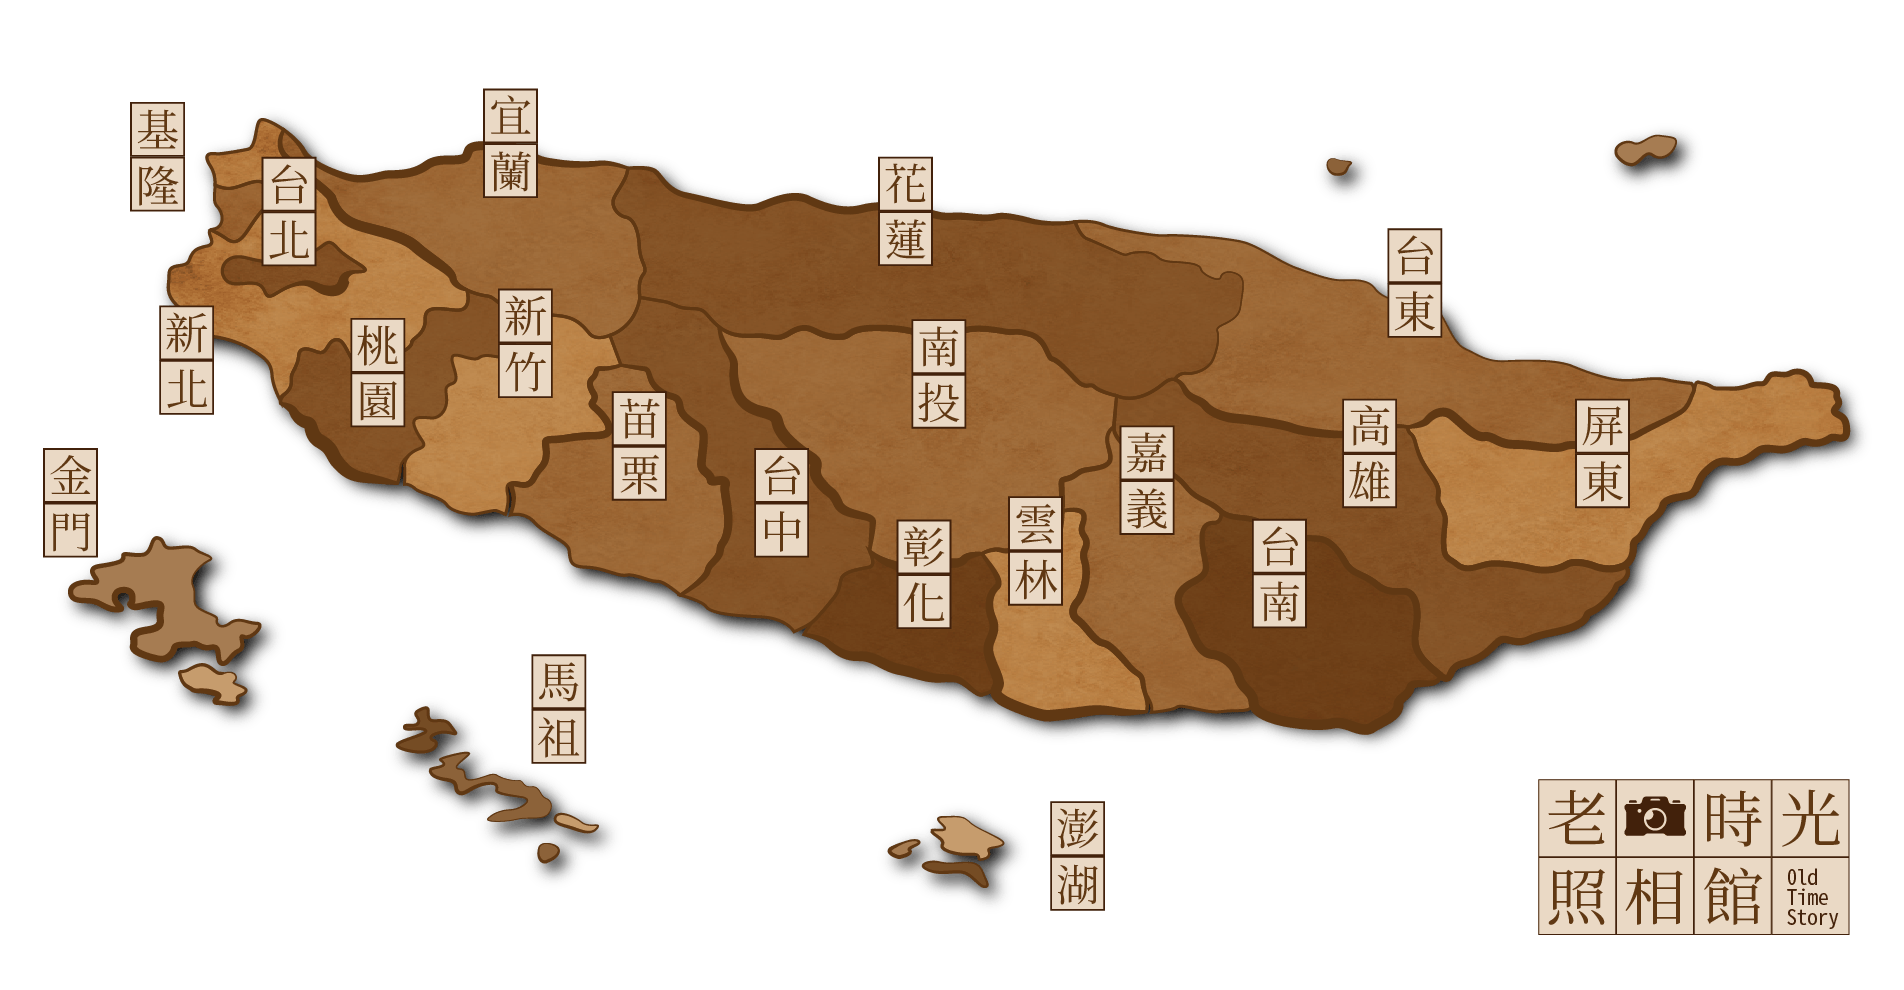 基隆
宜蘭
台北
花蓮
台東
新北
桃園
新竹
南投
苗栗
高雄
屏東
嘉義
金門
台中
雲林
彰化
台南
馬祖
澎湖
老時光
照相館
Old
Time
Story